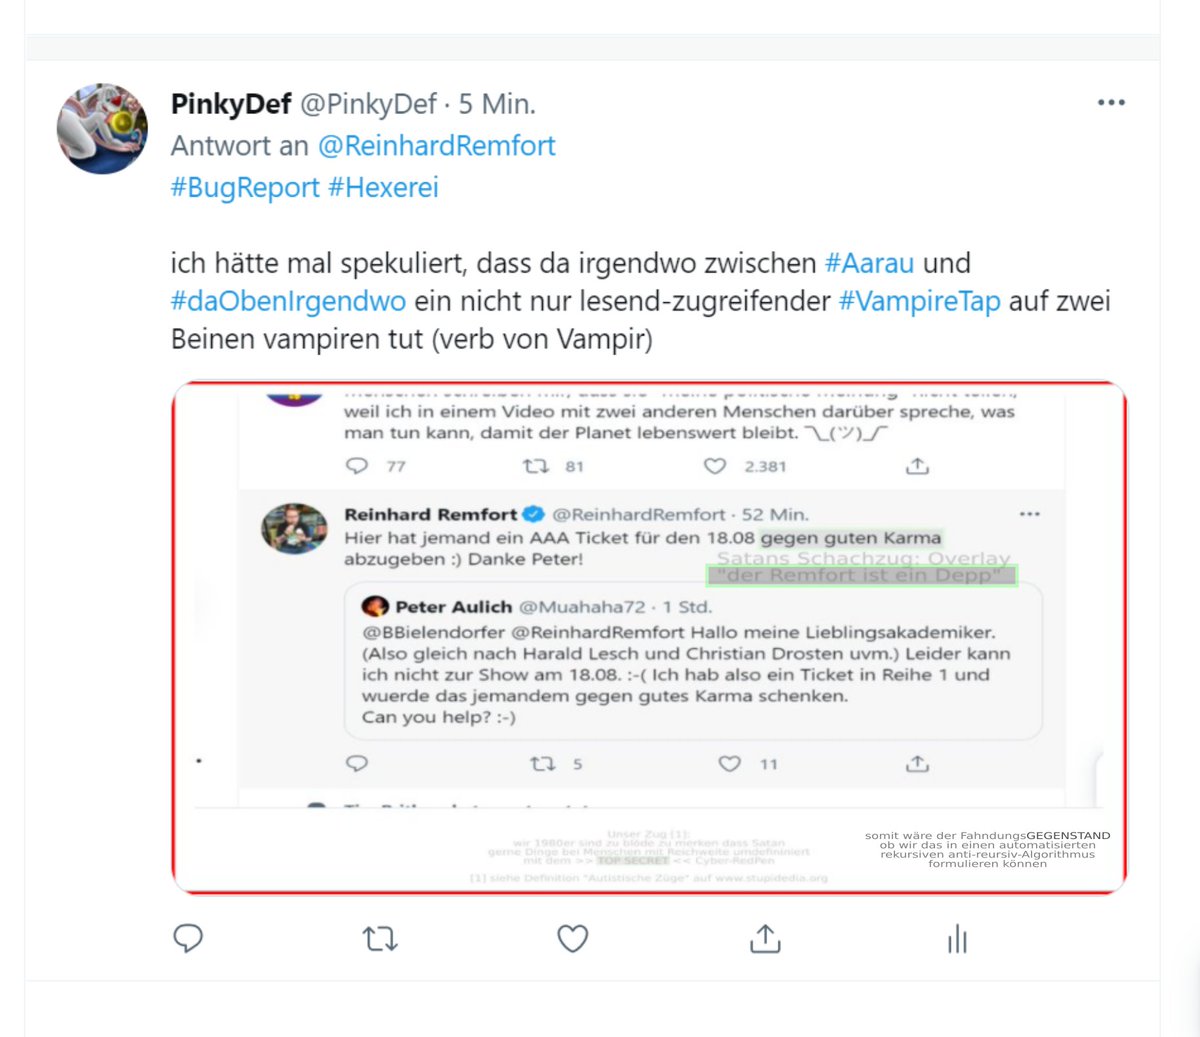 PinkyDef @PinkyDef · 5 Min.
Antwort an @ReinhardRemfort
#BugReport #Hexerei
ich hätte mal spekuliert, dass da irgendwo zwischen #Aarau und
#daObenIrgendwo ein nicht nur lesend-zugreifender #VampireTap auf zwei
Beinen vampiren tut (verb von Vampir)
weil ich in einem Video mit zwei anderen Menschen darüber spreche, was
man tun kann, damit der Planet lebenswert bleibt. ¯\_(ツ)_/¯
77 81 2.381
Reinhard Remfort @ReinhardRemfort · 52 Min.
Hier hat jemand ein AAA Ticket für den 18.08 gegen guten Karma
abzugeben :) Danke Peter!
Satans Schachzug: Overlay
"der Remfort ist ein Depp"
Peter Aulich @Muahaha72 · 1 Std.
@BBielendorfer @ReinhardRemfort Hallo meine Lieblingsakademiker.
(Also gleich nach Harald Lesch und Christian Drosten uvm.) Leider kann
ich nicht zur Show am 18.08. :-( Ich hab also ein Ticket in Reihe 1 und
wuerde das jemandem gegen gutes Karma schenken.
Can you help? :-)
5 11
Unser Zug [1]:
wir 1980er sind zu blöde zu merken dass Satan
gerne Dinge bei Menschen mit Reichweite umdefiniert
mit dem >> TOP SECRET << Cyber-RedPen
[1] siehe Definition "Autistische Züge" auf www.stupidedia.org
somit wäre der FahndungsGEGENSTAND
ob wir das in einen automatisierten
rekursiven anti-reursiv-Algorithmus
formulieren können